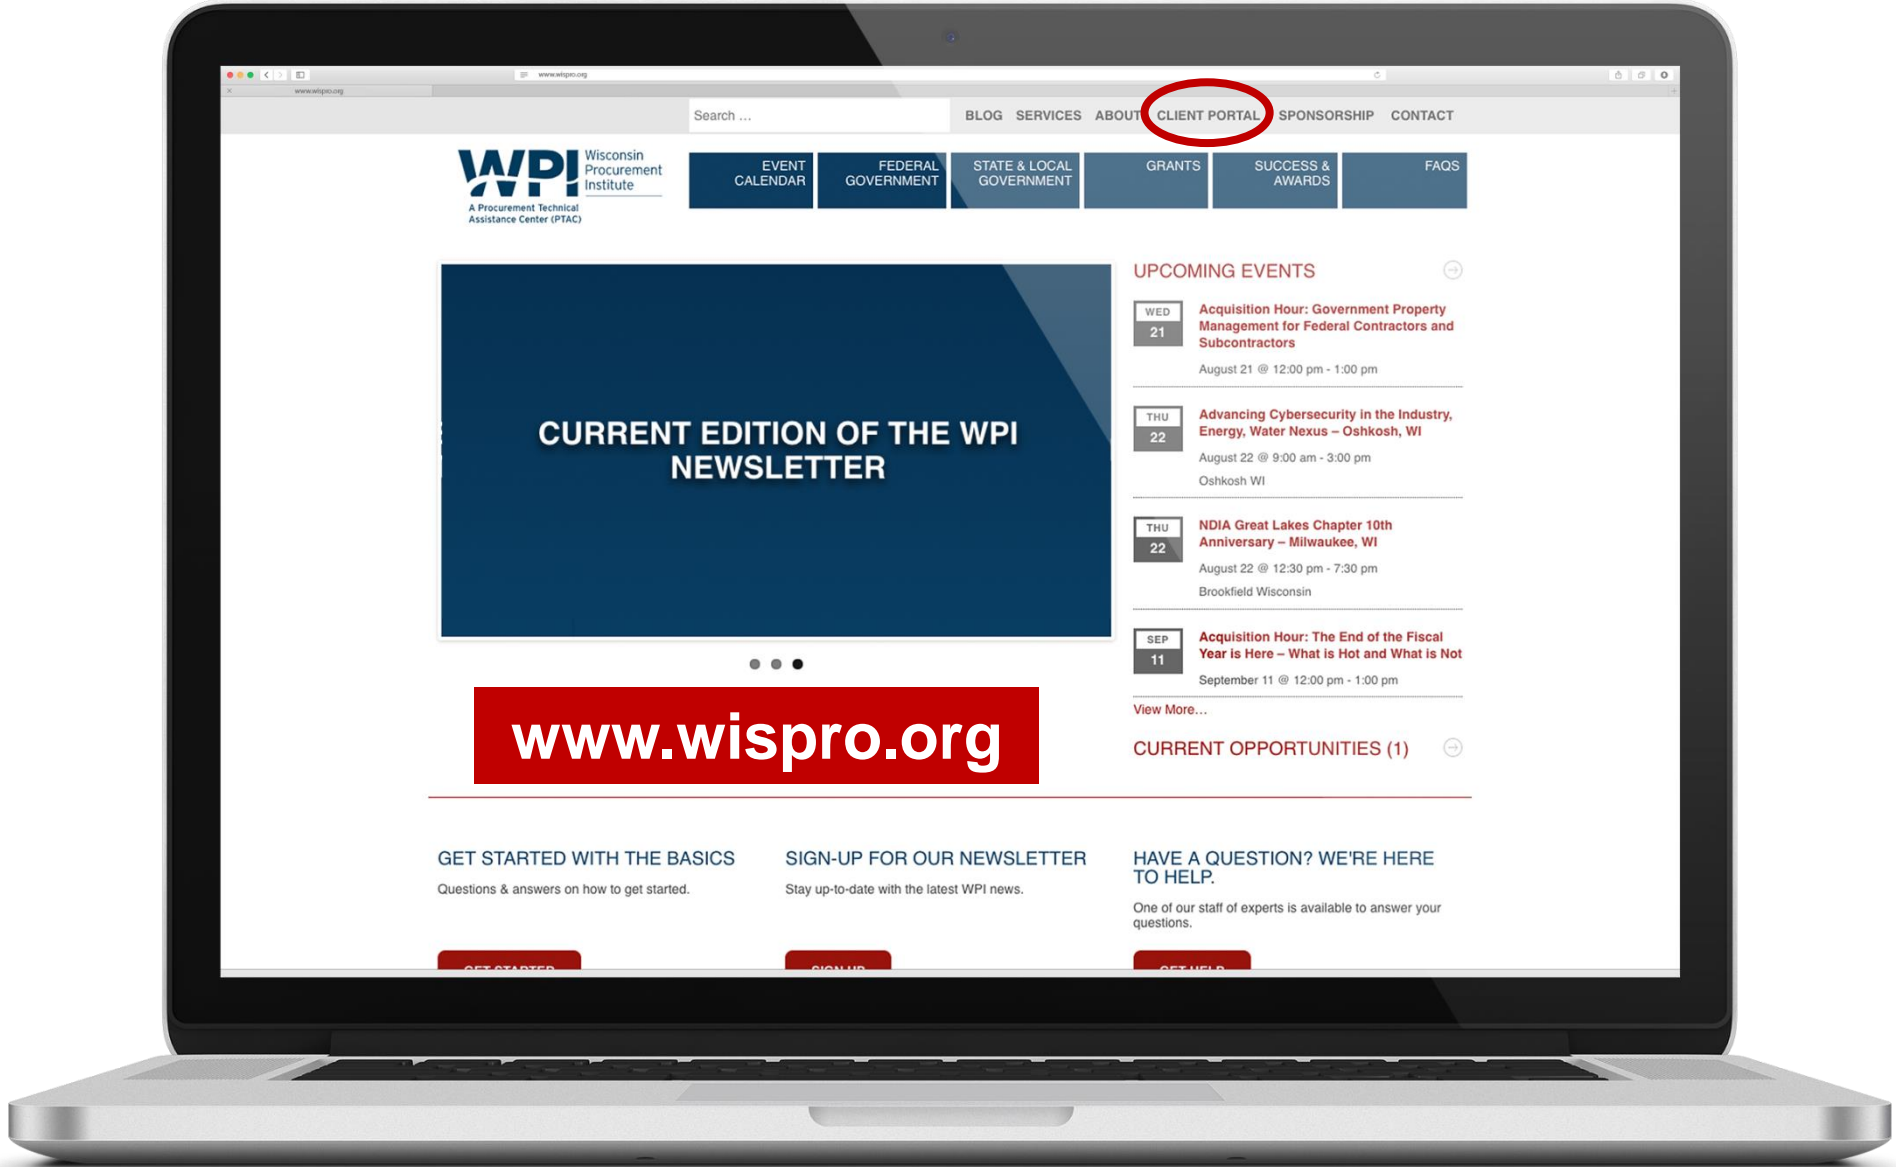 www.wispro.org
www.wispro.org
Search ...
BLOG SERVICES ABOUT CLIENT PORTAL SPONSORSHIP CONTACT
WPI
Wisconsin
Procurement
Institute
A Procurement Technical
Assistance Center (PTAC)
EVENT
CALENDAR
FEDERAL
GOVERNMENT
STATE & LOCAL
GOVERNMENT
GRANTS
SUCCESS &
AWARDS
FAQS
CURRENT EDITION OF THE WPI
NEWSLETTER
www.wispro.org
UPCOMING EVENTS
WED
21
Acquisition Hour: Government Property
Management for Federal Contractors and
Subcontractors
August 21 @ 12:00 pm - 1:00 pm
THU
22
Advancing Cybersecurity in the Industry,
Energy, Water Nexus – Oshkosh, WI
August 22 @ 9:00 am - 3:00 pm
Oshkosh WI
THU
22
NDIA Great Lakes Chapter 10th
Anniversary – Milwaukee, WI
August 22 @ 12:30 pm - 7:30 pm
Brookfield Wisconsin
SEP
11
Acquisition Hour: The End of the Fiscal
Year is Here – What is Hot and What is Not
September 11 @ 12:00 pm - 1:00 pm
View More...
CURRENT OPPORTUNITIES (1)
GET STARTED WITH THE BASICS
Questions & answers on how to get started.
GET STARTED
SIGN-UP FOR OUR NEWSLETTER
Stay up-to-date with the latest WPI news.
SIGN UP
HAVE A QUESTION? WE'RE HERE
TO HELP.
One of our staff of experts is available to answer your
questions.
GET HELP